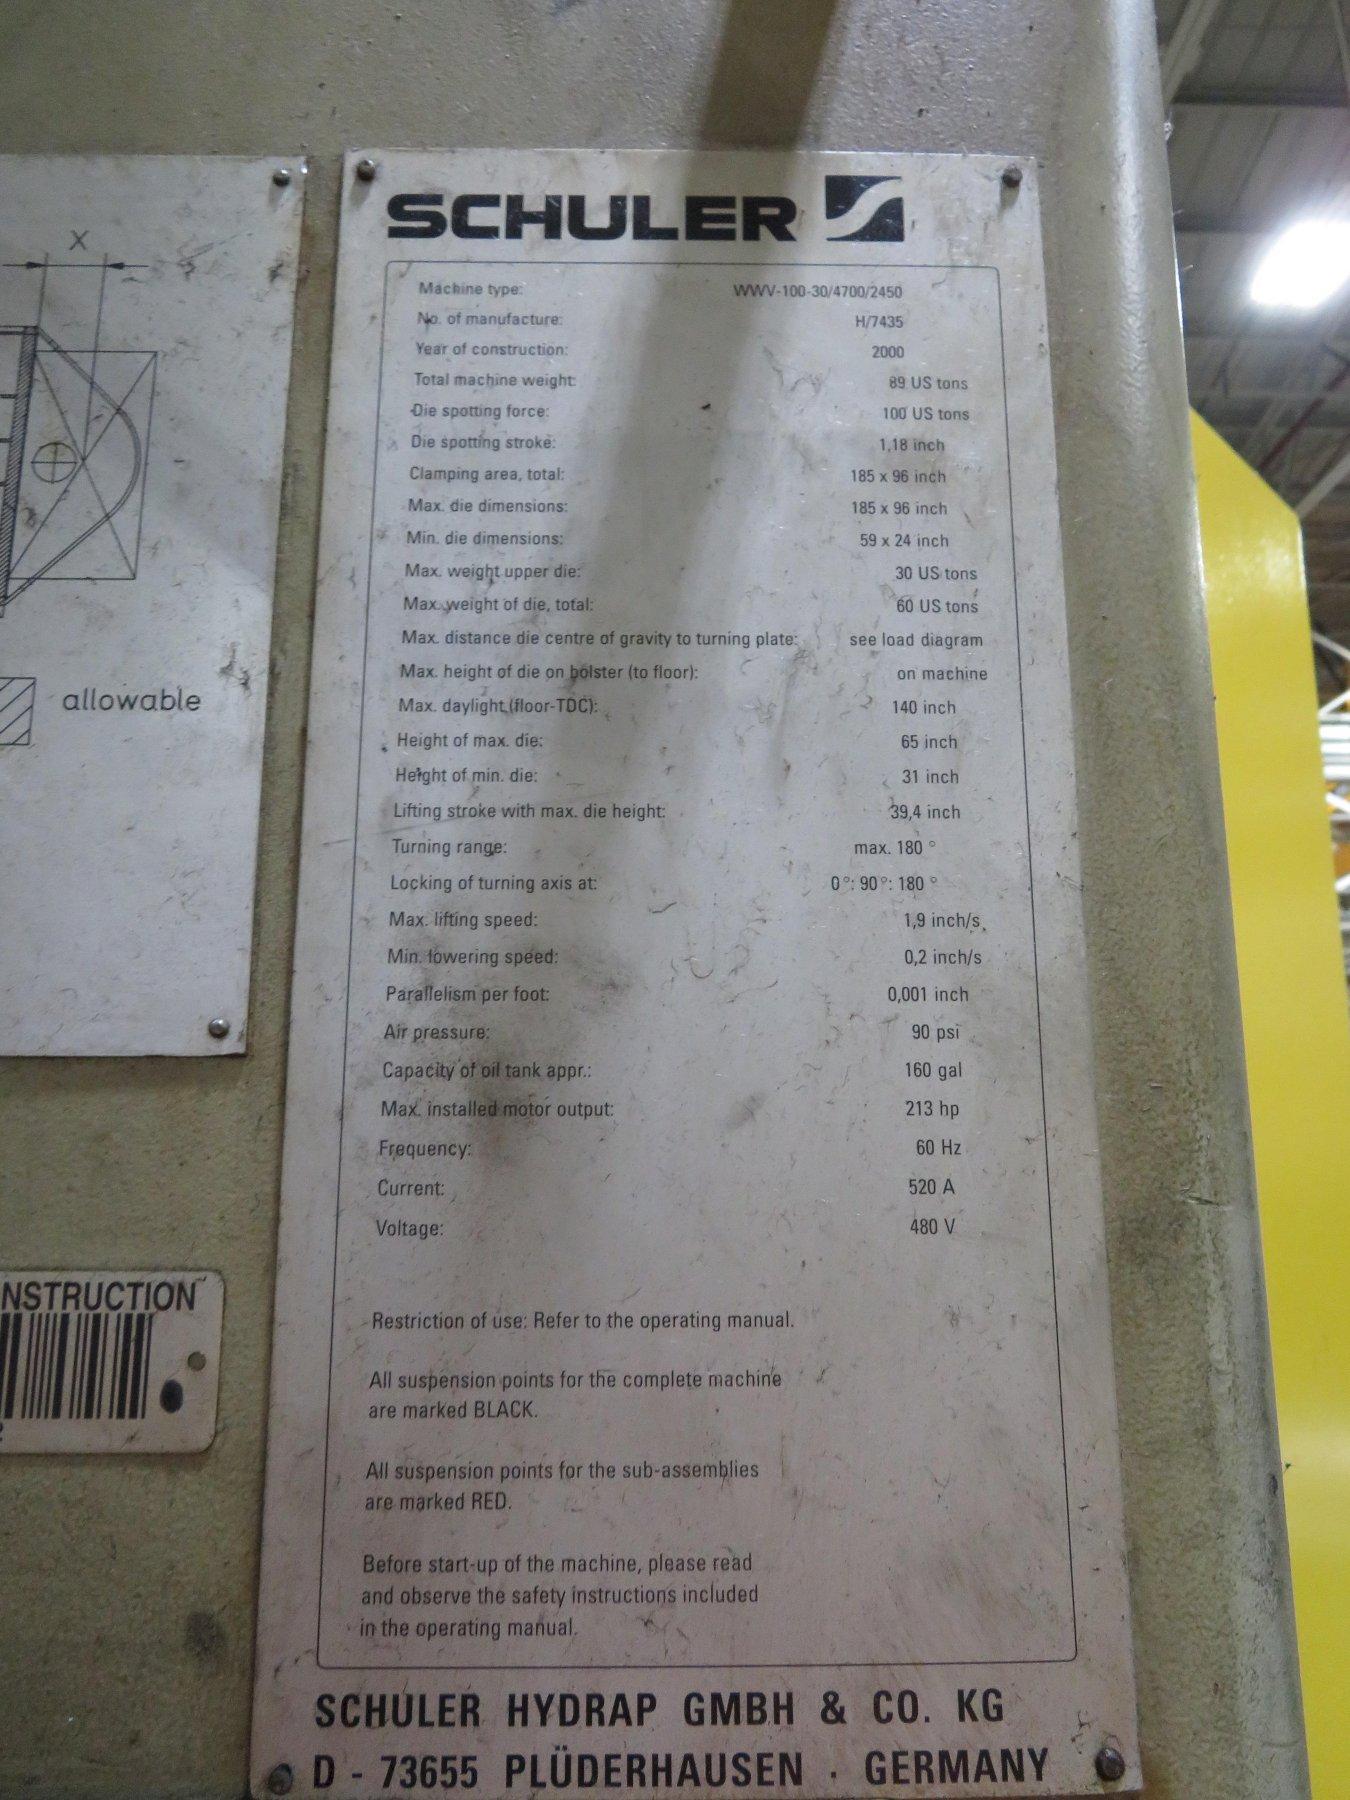 X
allowable
NSTRUCTION
SCHULER
Machine type: WWV-100-30/4700/2450
No. of manufacture: H/7435
Year of construction: 2000
Total machine weight: 89 US tons
Die spotting force: 100 US tons
Die spotting stroke: 1,18 inch
Clamping area, total: 185 x 96 inch
Max. die dimensions: 185 x 96 inch
Min. die dimensions: 59 x 24 inch
Max. weight upper die: 30 US tons
Max. weight of die, total: 60 US tons
Max. distance die centre of gravity to turning plate: see load diagram
Max. height of die on bolster (to floor): on machine
Max. daylight (floor-TDC): 140 inch
Height of max. die: 65 inch
Height of min. die: 31 inch
Lifting stroke with max. die height: 39,4 inch
Turning range: max. 180 °
Locking of turning axis at: 0 °: 90 °: 180 °
Max. lifting speed: 1,9 inch/s
Min. lowering speed: 0,2 inch/s
Parallelism per foot: 0,001 inch
Air pressure: 90 psi
Capacity of oil tank appr.: 160 gal
Max. installed motor output: 213 hp
Frequency: 60 Hz
Current: 520 A
Voltage: 480 V
Restriction of use: Refer to the operating manual.
All suspension points for the complete machine
are marked BLACK.
All suspension points for the sub-assemblies
are marked RED.
Before start-up of the machine, please read
and observe the safety instructions included
in the operating manual.
SCHULER HYDRAP GMBH & CO. KG
D - 73655 PLÜDERHAUSEN · GERMANY